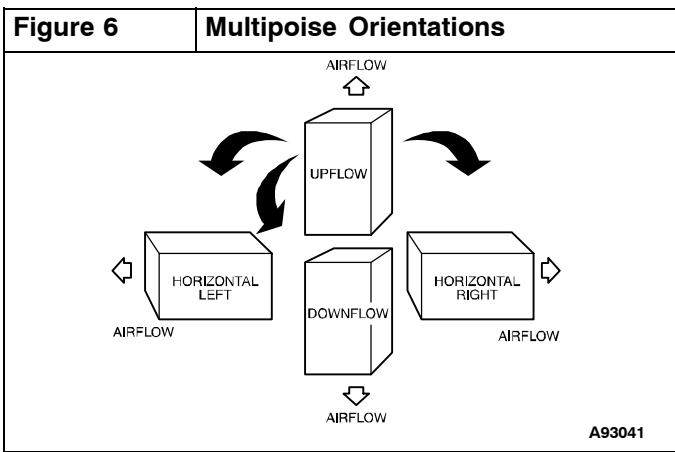 Figure 6 Multipoise Orientations
AIRFLOW
UPFLOW
HORIZONTAL
LEFT
AIRFLOW
DOWNFLOW
HORIZONTAL
RIGHT
AIRFLOW
AIRFLOW
A93041